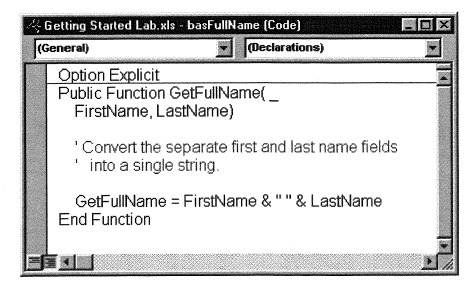 Getting Started Lab.xls - basFullName (Code)
(General) (Declarations)
Option Explicit
Public Function GetFullName( _
FirstName, LastName)
' Convert the separate first and last name fields
' into a single string.
GetFullName = FirstName & " " & LastName
End Function